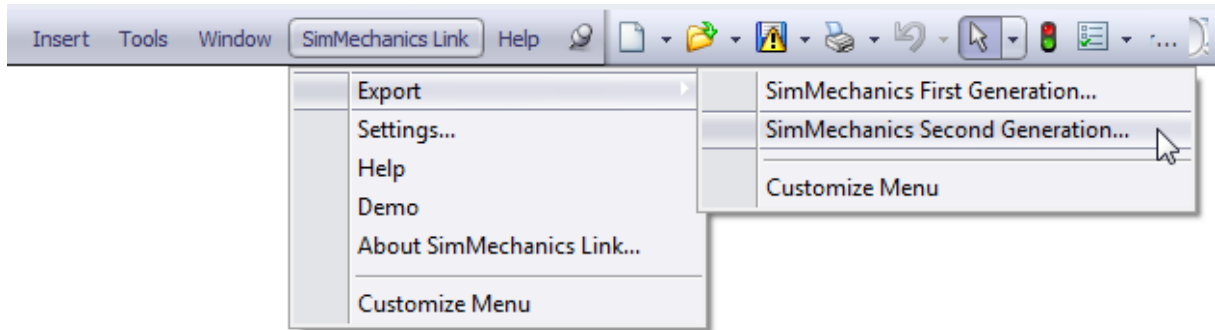 Insert Tools Window SimMechanics Link Help
Export
Settings...
Help
Demo
About SimMechanics Link...
Customize Menu
SimMechanics First Generation...
SimMechanics Second Generation...
Customize Menu